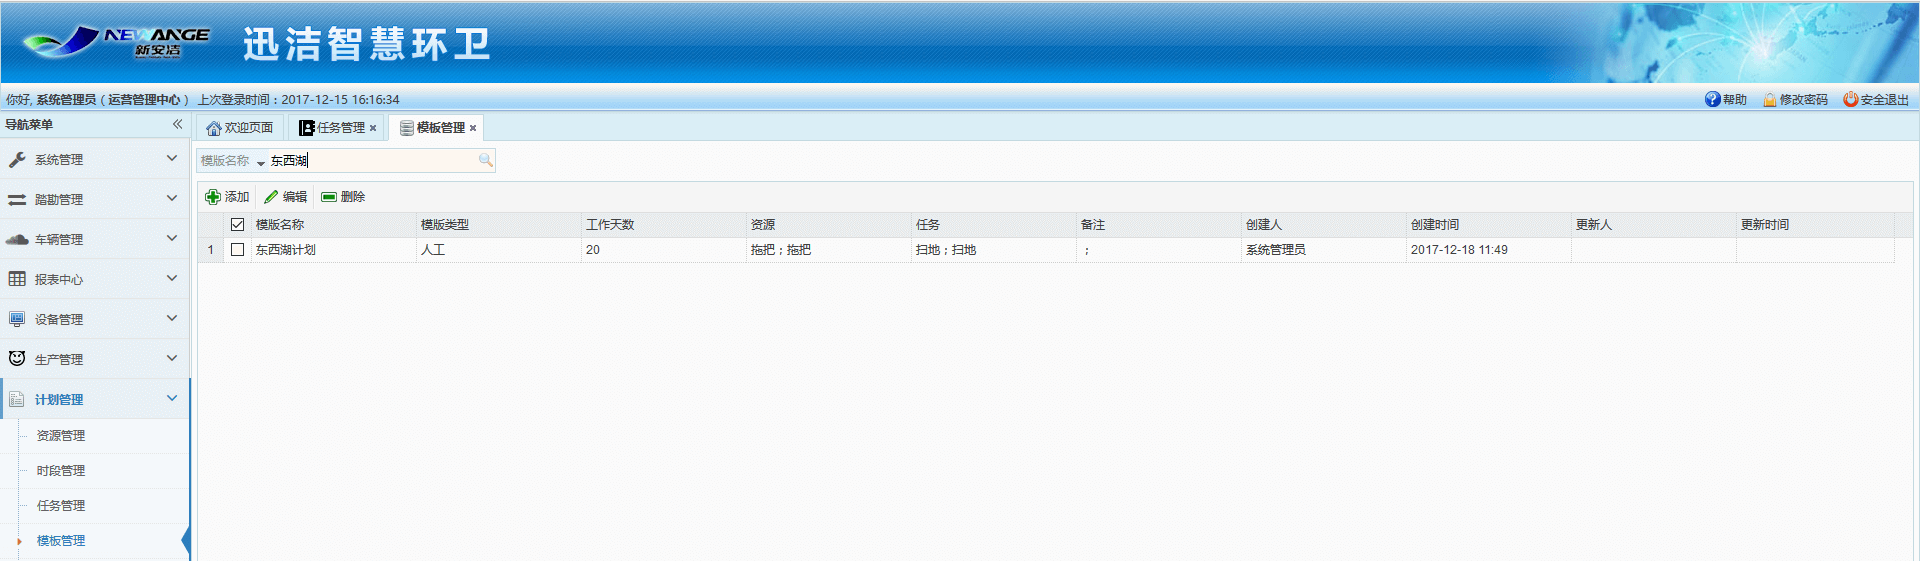 NEWANGE
新安洁
迅洁智慧环卫
你好, 系统管理员 ( 运营管理中心 ) 上次登录时间：2017-12-15 16:16:34
帮助 修改密码 安全退出
导航菜单
欢迎页面 任务管理 模板管理
模版名称 东西湖
系统管理
踏勘管理
车辆管理
报表中心
设备管理
生产管理
计划管理
资源管理
时段管理
任务管理
模板管理
添加 编辑 删除
模版名称 模版类型 工作天数 资源 任务 备注 创建人 创建时间 更新人 更新时间
1 东西湖计划 人工 20 拖把；拖把 扫地；扫地 ； 系统管理员 2017-12-18 11:49